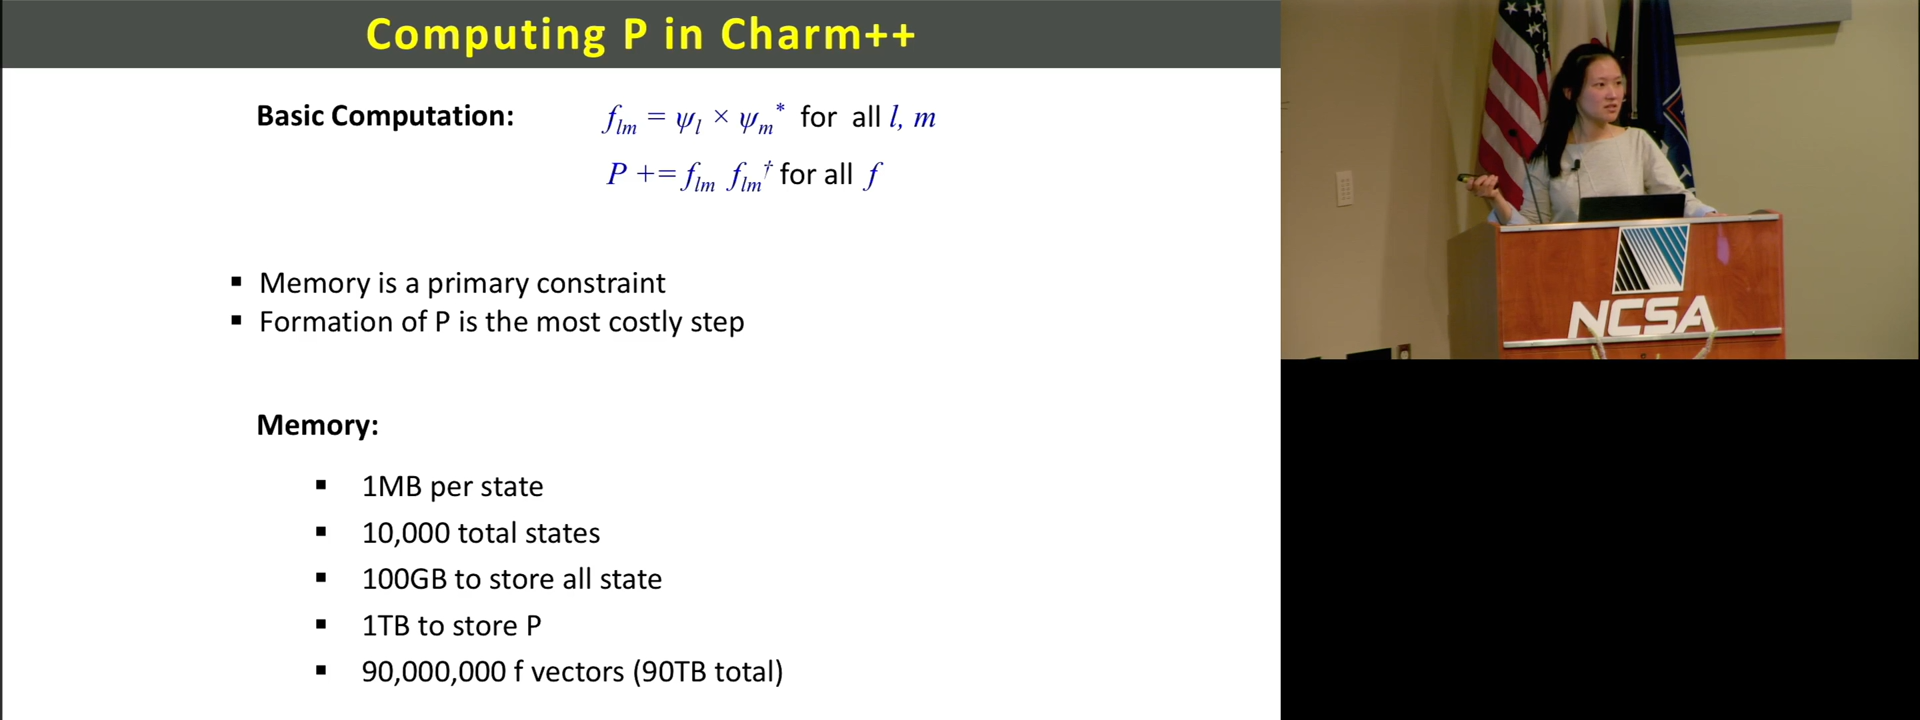 Computing P in Charm++
Basic Computation: f_lm = ψ_l × ψ_m* for all l, m
P += f_lm f_lm† for all f
▪ Memory is a primary constraint
▪ Formation of P is the most costly step
Memory:
▪ 1MB per state
▪ 10,000 total states
▪ 100GB to store all state
▪ 1TB to store P
▪ 90,000,000 f vectors (90TB total)
NCSA